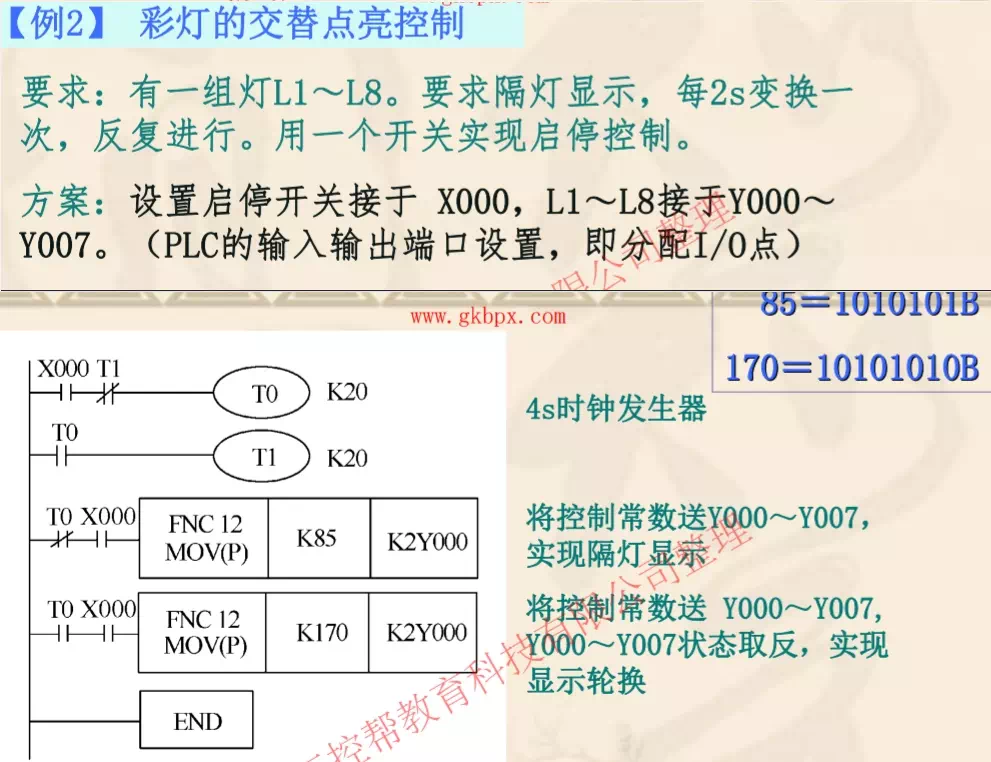 【例2】 彩灯的交替点亮控制
要求：有一组灯L1～L8。要求隔灯显示，每2s变换一
次，反复进行。用一个开关实现启停控制。
方案：设置启停开关接于 X000，L1～L8接于Y000～
Y007。（PLC的输入输出端口设置，即分配I/O点）
www.gkbpx.com
85＝1010101B
170＝10101010B
X000 T1
T0 K20
4s时钟发生器
T0
T1 K20
T0 X000
FNC 12
MOV(P)
K85
K2Y000
将控制常数送Y000～Y007，
实现隔灯显示
T0 X000
FNC 12
MOV(P)
K170
K2Y000
将控制常数送 Y000～Y007，
Y000～Y007状态取反，实现
显示轮换
END
控帮教育科技有限公司整理
限公司整理